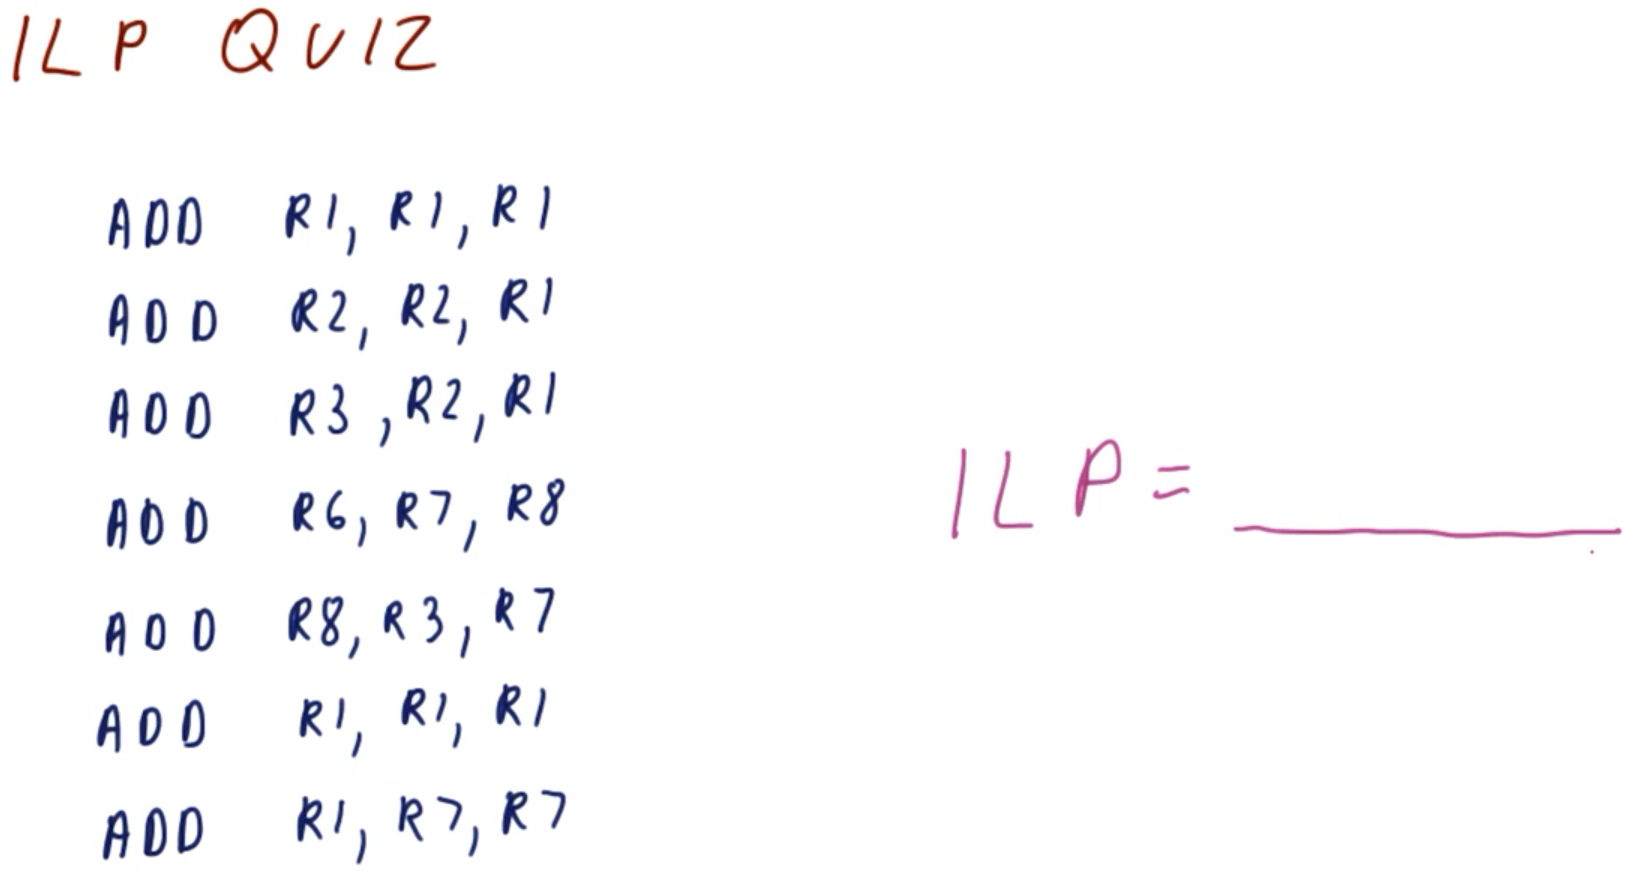 ILP QUIZ
ADD R1, R1, R1
ADD R2, R2, R1
ADD R3, R2, R1
ADD R6, R7, R8
ADD R8, R3, R7
ADD R1, R1, R1
ADD R1, R7, R7
ILP = ______